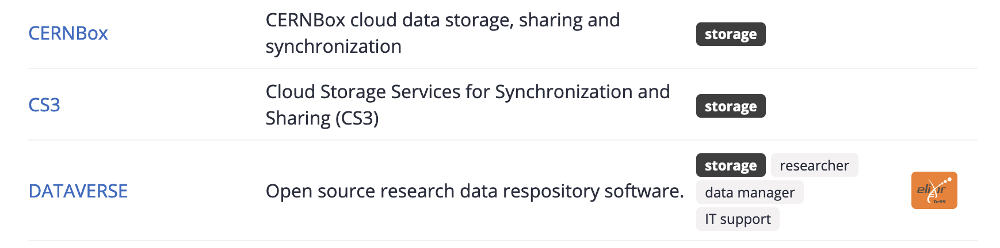 CERNBox
CERNBox cloud data storage, sharing and
synchronization
storage
CS3
Cloud Storage Services for Synchronization and
Sharing (CS3)
storage
DATAVERSE
Open source research data respository software.
storage researcher
data manager
IT support
elixir
TeSS